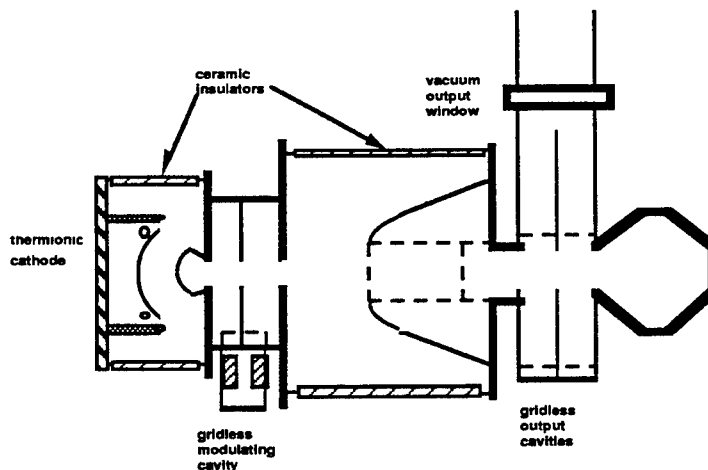 ceramic
insulators
vacuum
output
window
thermionic
cathode
gridless
modulating
cavity
gridless
output
cavities